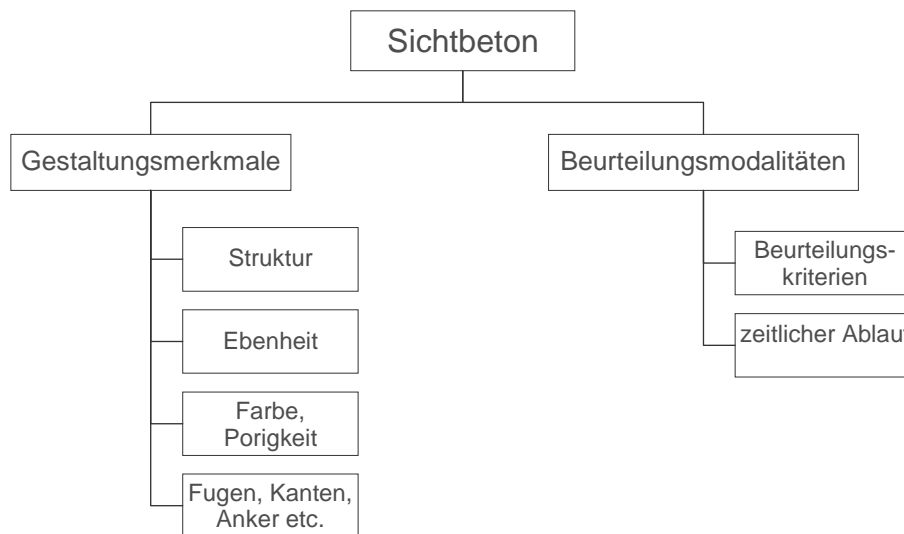 Sichtbeton
Gestaltungsmerkmale
Struktur
Ebenheit
Farbe,
Porigkeit
Fugen, Kanten,
Anker etc.
Beurteilungsmodalitäten
Beurteilungs-
kriterien
zeitlicher Ablauf